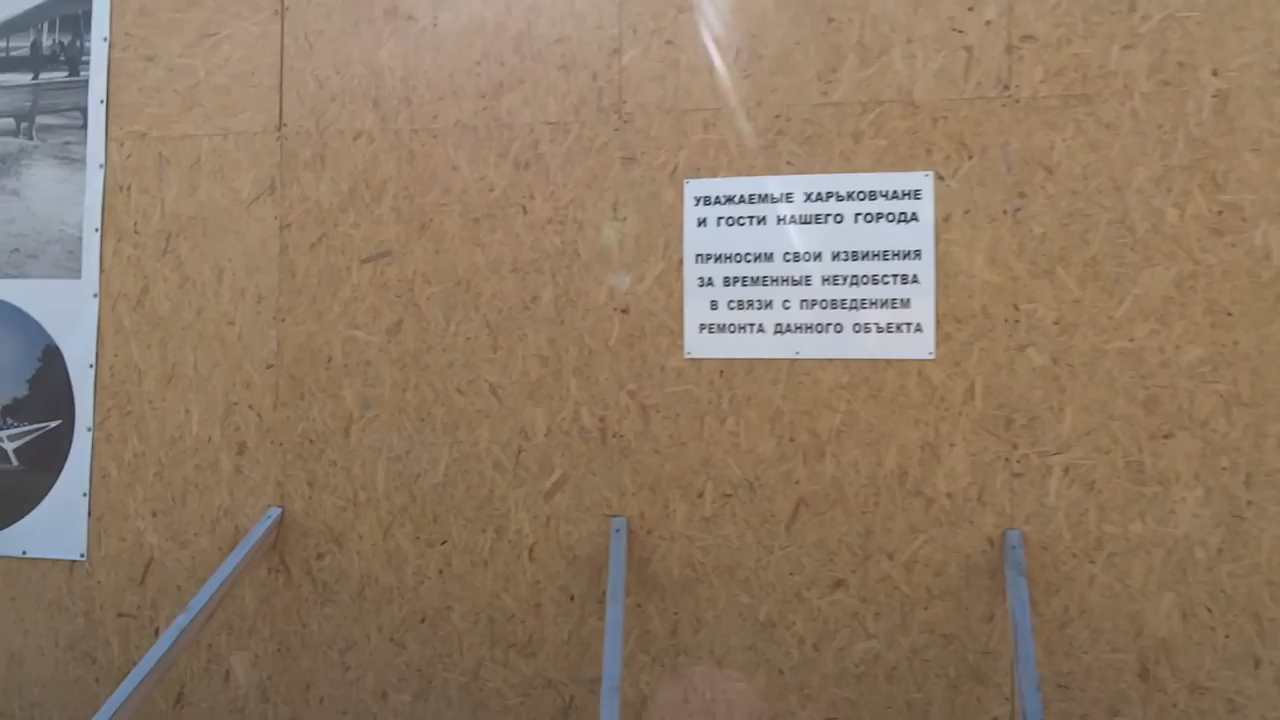 УВАЖАЕМЫЕ ХАРЬКОВЧАНЕ
И ГОСТИ НАШЕГО ГОРОДА
ПРИНОСИМ СВОИ ИЗВИНЕНИЯ
ЗА ВРЕМЕННЫЕ НЕУДОБСТВА
В СВЯЗИ С ПРОВЕДЕНИЕМ
РЕМОНТА ДАННОГО ОБЪЕКТА